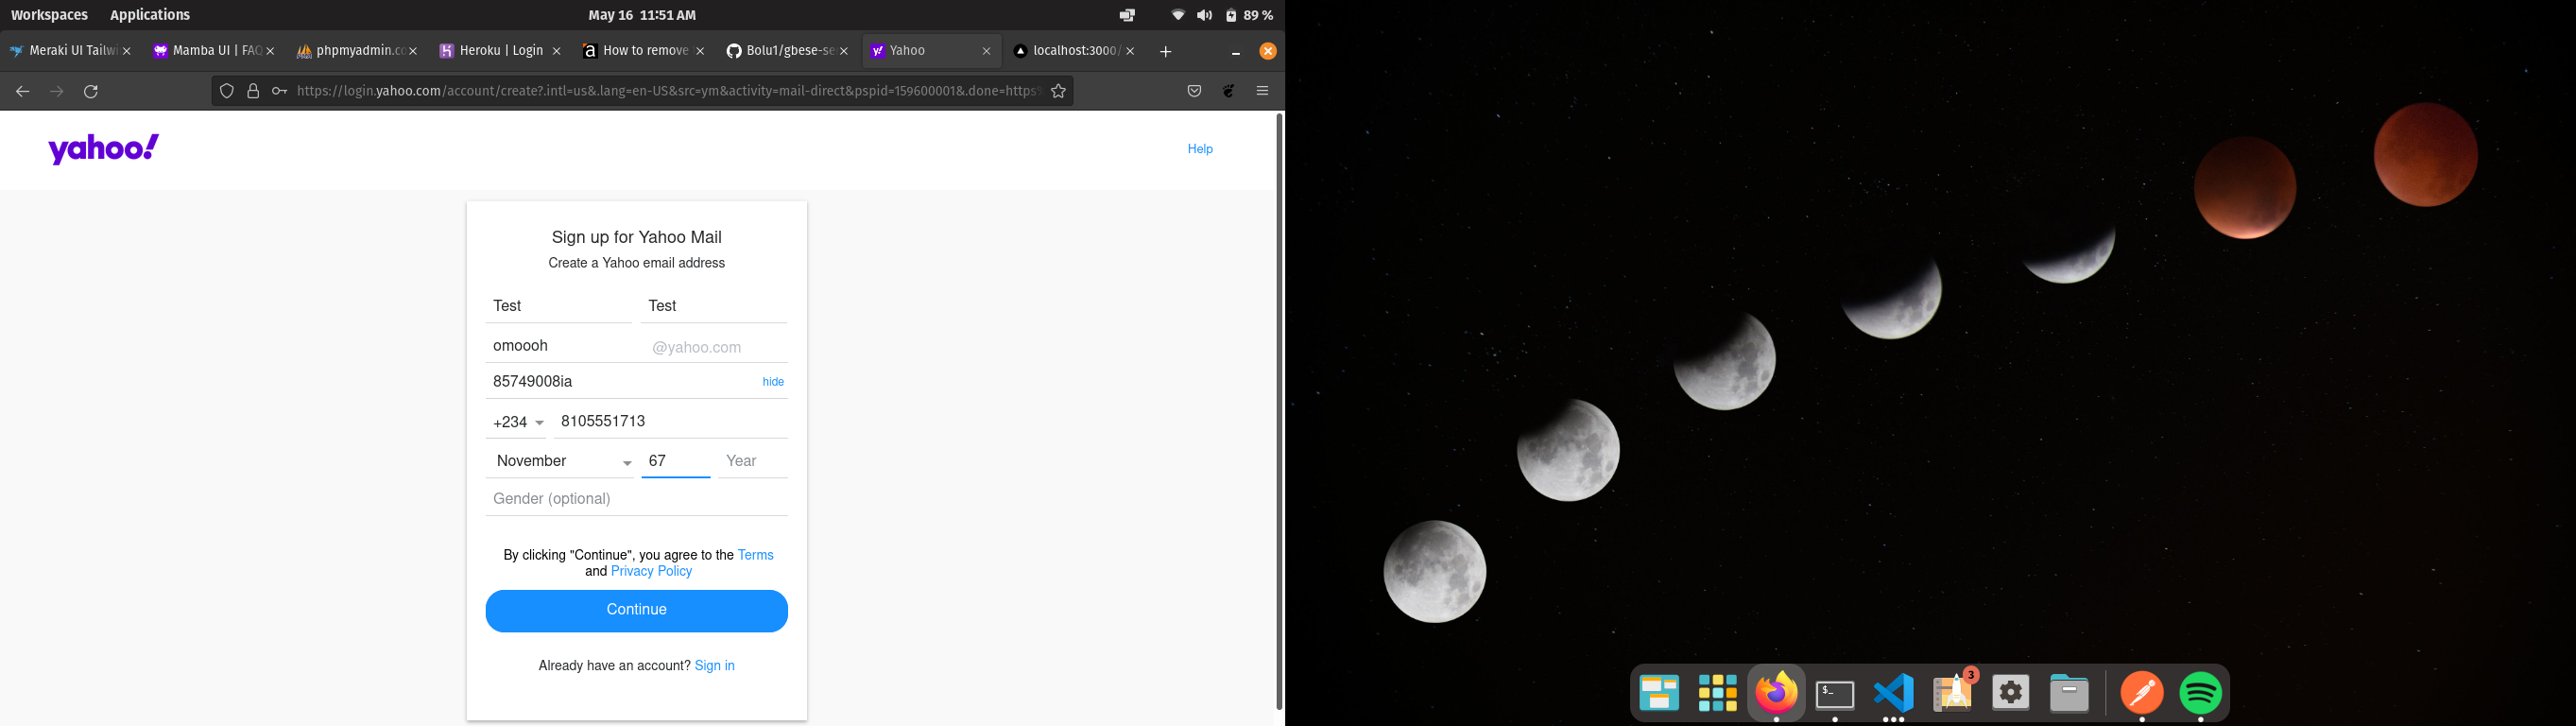 Workspaces Applications May 16 11:51 AM 89 %
Meraki UI Tailwi Mamba UI | FAQ phpmyadmin.co Heroku | Login How to remove Bolu1/gbese-se Yahoo localhost:3000/
https://login.yahoo.com/account/create?.intl=us&.lang=en-US&src=ym&activity=mail-direct&pspid=159600001&.done=https%
yahoo!
Help
Sign up for Yahoo Mail
Create a Yahoo email address
Test Test
omoooh @yahoo.com
85749008ia hide
+234 8105551713
November 67 Year
Gender (optional)
By clicking "Continue", you agree to the Terms
and Privacy Policy
Continue
Already have an account? Sign in
3
$_